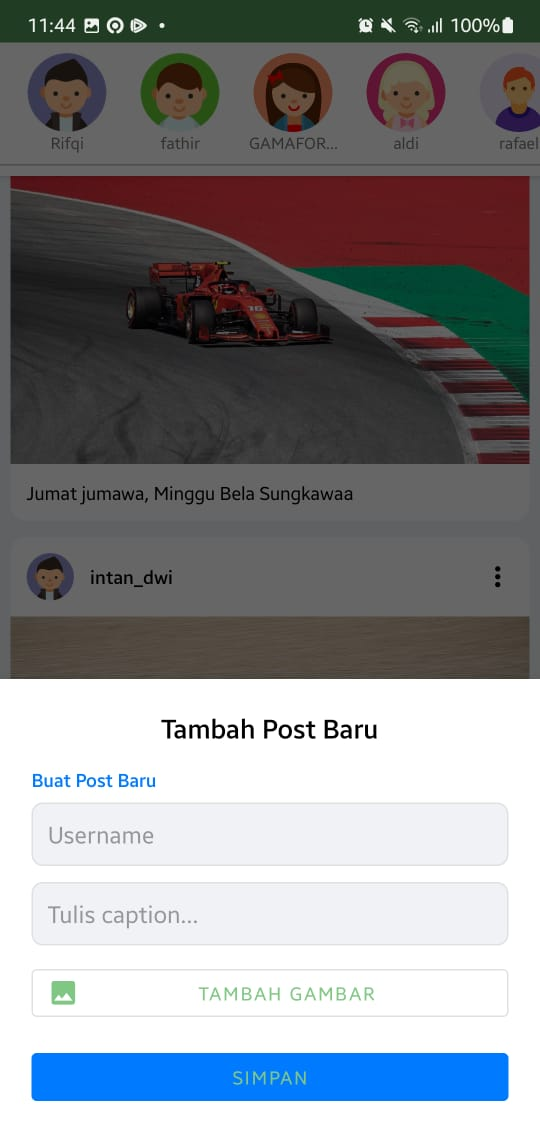 11:44
100%
Rifqi
fathir
GAMAFOR...
aldi
rafael
16
Jumat jumawa, Minggu Bela Sungkawaa
intan_dwi
Tambah Post Baru
Buat Post Baru
Username
Tulis caption...
TAMBAH GAMBAR
SIMPAN